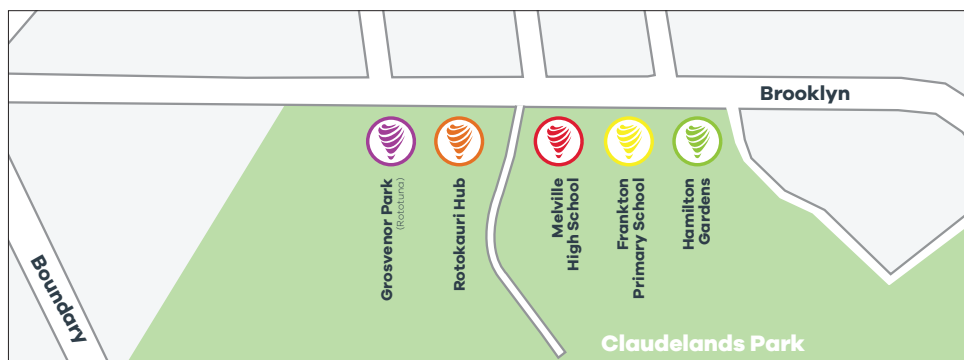 Brooklyn
Grosvenor Park
(Rototuna)
Rotokauri Hub
Melville
High School
Frankton
Primary School
Hamilton
Gardens
Boundary
Claudelands Park